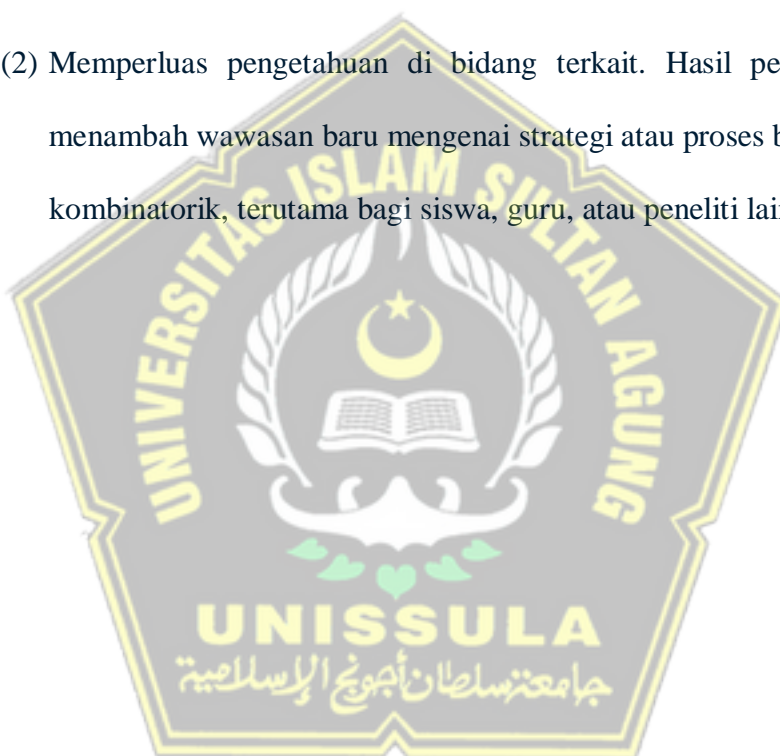 (2) Memperluas pengetahuan di bidang terkait. Hasil pe
menambah wawasan baru mengenai strategi atau proses b
kombinatorik, terutama bagi siswa, guru, atau peneliti lai
UNIVERSITAS ISLAM SULTAN AGUNG
UNISSULA
جامعة سلطان أجونج الإسلامية